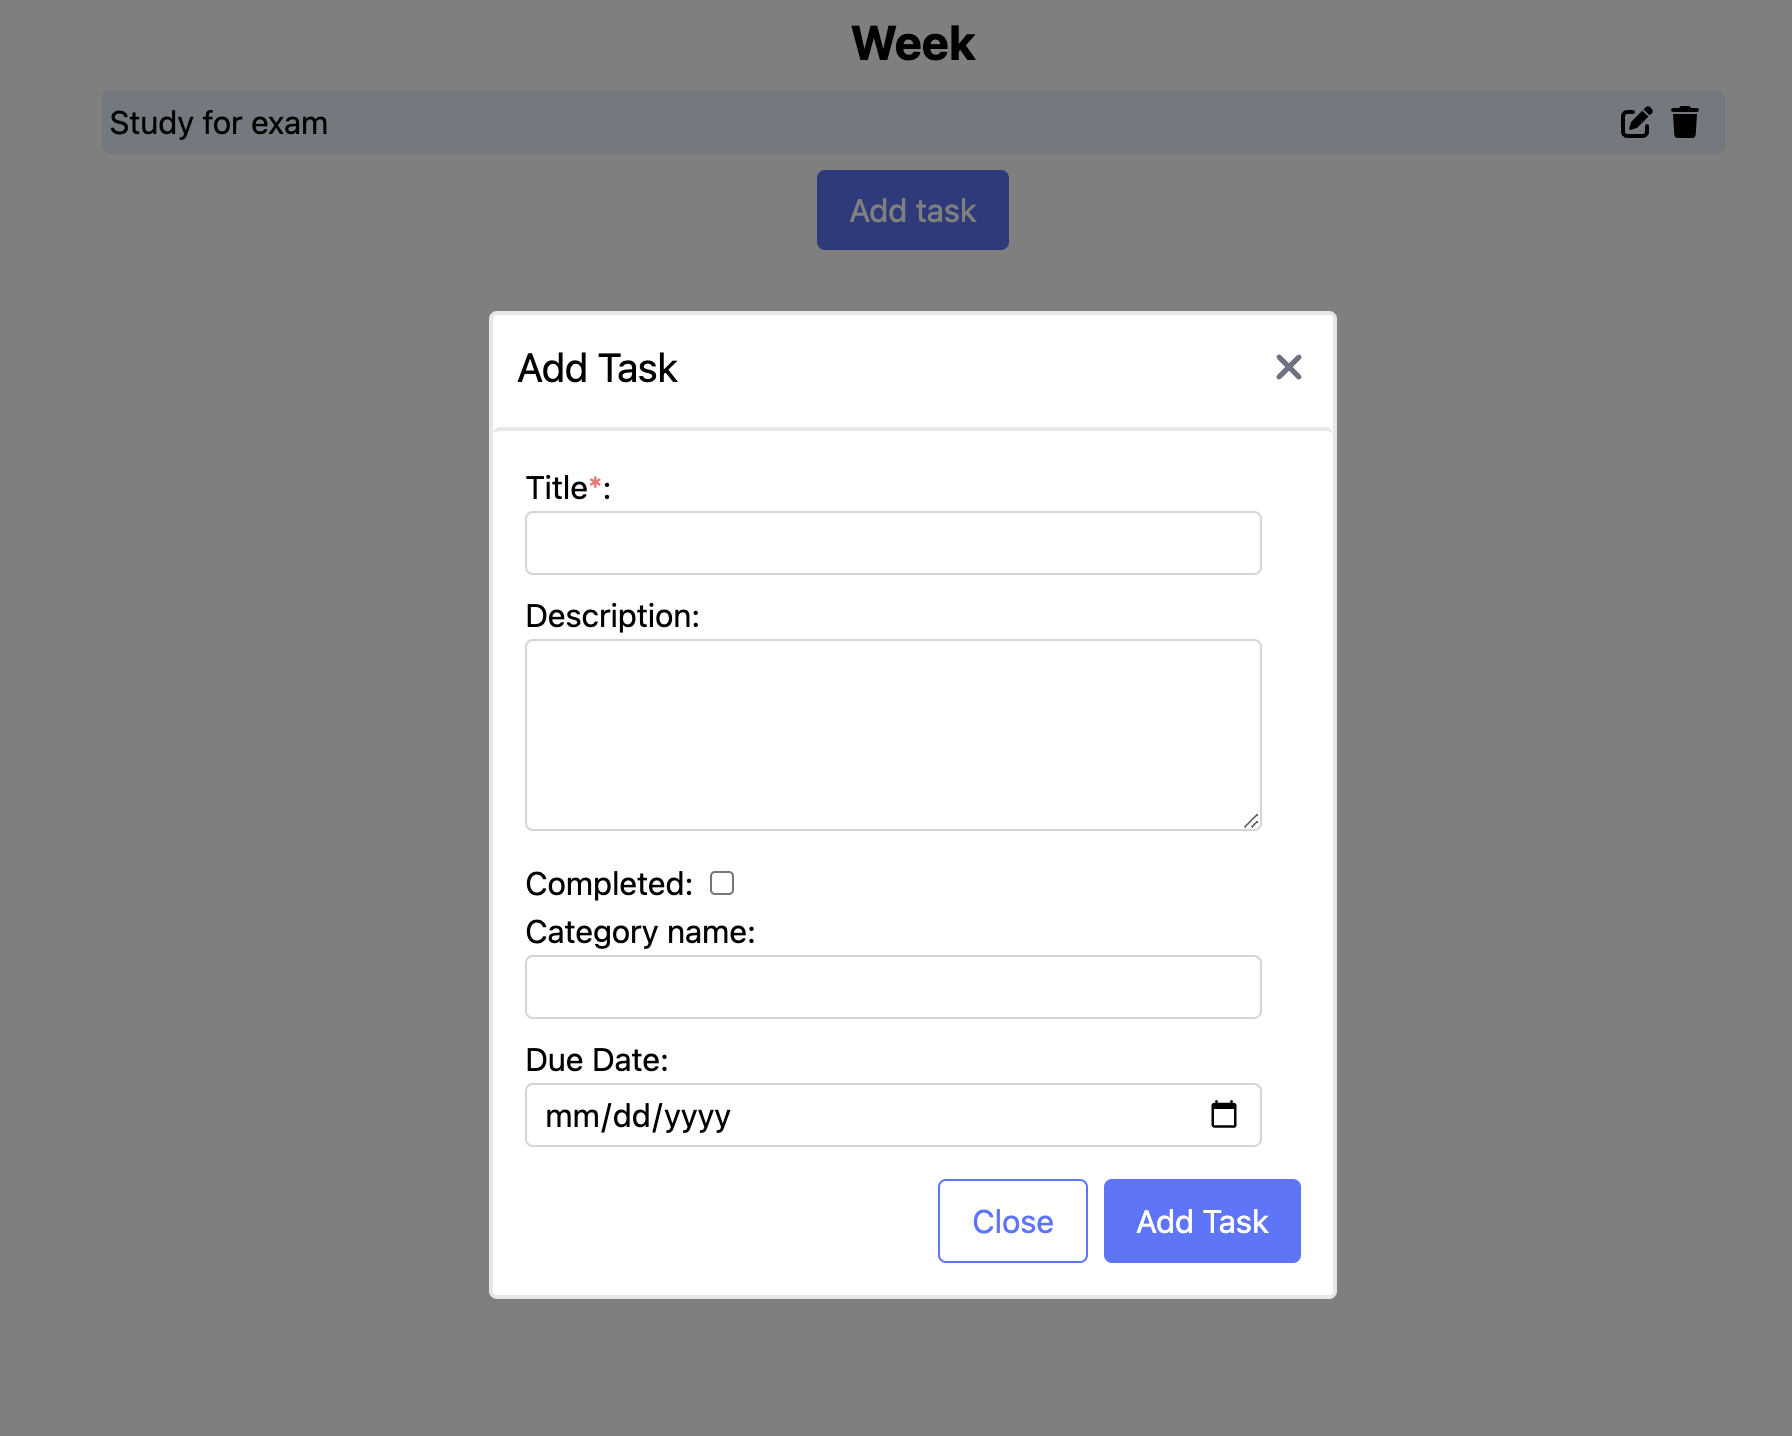 Week
Study for exam
Add task
Add Task
Title*:
Description:
Completed:
Category name:
Due Date:
mm/dd/yyyy
Close Add Task